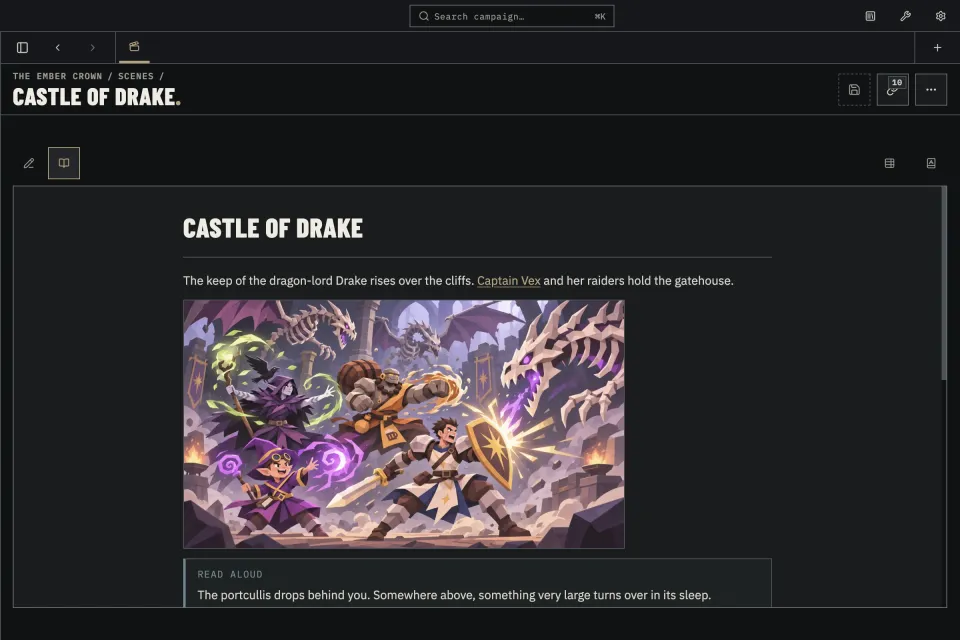 Search campaign…
⌘K
THE EMBER CROWN / SCENES /
CASTLE OF DRAKE.
10
CASTLE OF DRAKE
The keep of the dragon-lord Drake rises over the cliffs. Captain Vex and her raiders hold the gatehouse.
READ ALOUD
The portcullis drops behind you. Somewhere above, something very large turns over in its sleep.